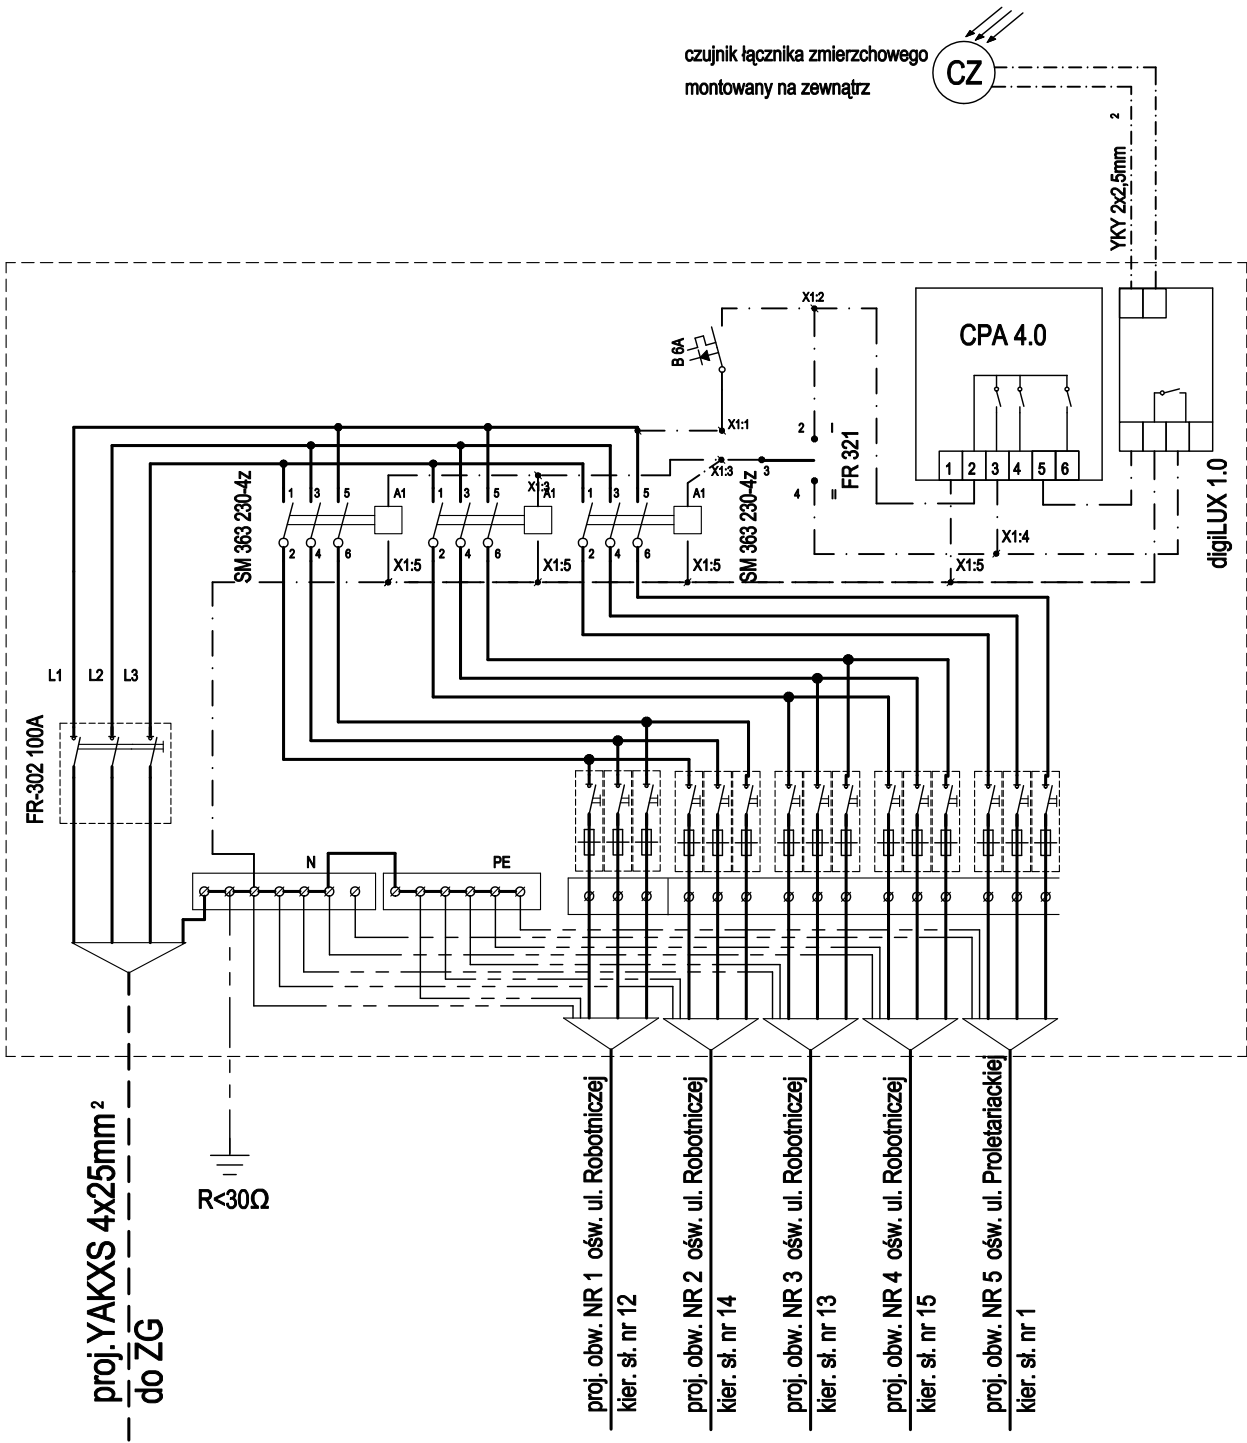 czujnik łącznika zmierzchowego
montowany na zewnątrz
CZ
YKY 2x2,5mm 2
X1:2
CPA 4.0
B 6A
X1:1
2 I
FR 321
X1:3 3
4 II
1 2 3 4 5 6
digiLUX 1.0
SM 363 230-4z
1 3 5 A1
1 3 5 X1:3 A1
1 3 5 A1
SM 363 230-4z
2 4 6 X1:5
2 4 6 X1:5
2 4 6 X1:5
X1:4
X1:5
L1 L2 L3
FR-302 100A
N PE
R<30Ω
proj. YAKXS 4x25mm 2
do ZG
proj. obw. NR 1 ośw. ul. Robotniczej
kier. sł. nr 12
proj. obw. NR 2 ośw. ul. Robotniczej
kier. sł. nr 14
proj. obw. NR 3 ośw. ul. Robotniczej
kier. sł. nr 13
proj. obw. NR 4 ośw. ul. Robotniczej
kier. sł. nr 15
proj. obw. NR 5 ośw. ul. Proletariackiej
kier. sł. nr 1